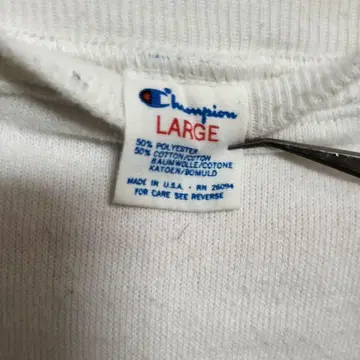 Champion
LARGE
50% POLYESTER
50% COTTON/COTON
BAUMWOLLE/COTONE
KATOEN/BOMULD
MADE IN U.S.A. - RN 26094
FOR CARE SEE REVERSE